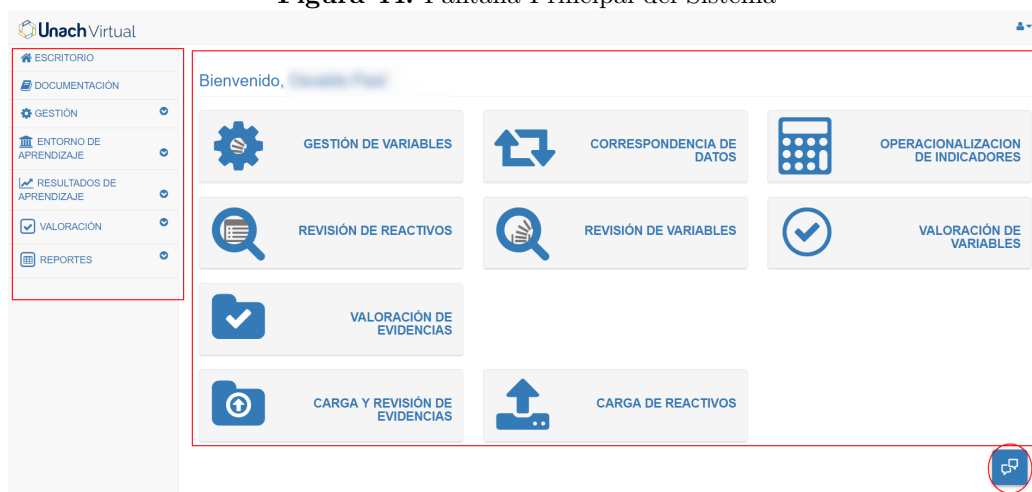 Figura 44: Pantalla Principal del Sistema
Unach Virtual
ESCRITORIO
DOCUMENTACIÓN
GESTIÓN
ENTORNO DE
APRENDIZAJE
RESULTADOS DE
APRENDIZAJE
VALORACIÓN
REPORTES
Bienvenido,
GESTIÓN DE VARIABLES
CORRESPONDENCIA DE
DATOS
OPERACIONALIZACION
DE INDICADORES
REVISIÓN DE REACTIVOS
REVISIÓN DE VARIABLES
VALORACIÓN DE
VARIABLES
VALORACIÓN DE
EVIDENCIAS
CARGA Y REVISIÓN DE
EVIDENCIAS
CARGA DE REACTIVOS